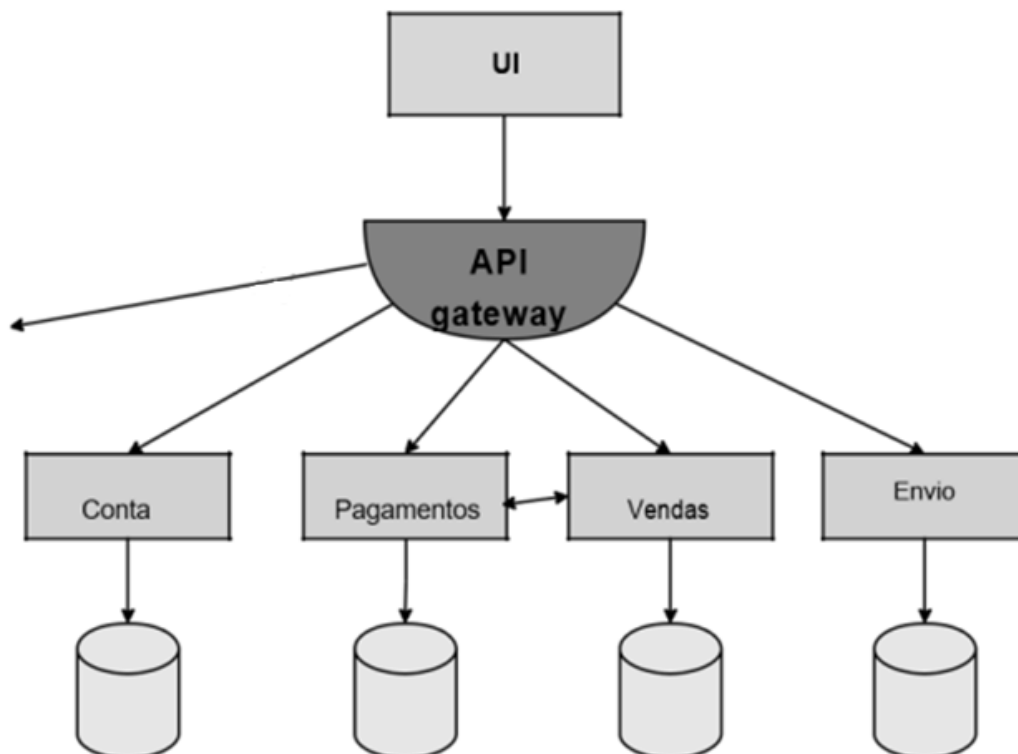 UI
API
gateway
Conta
Pagamentos
Vendas
Envio